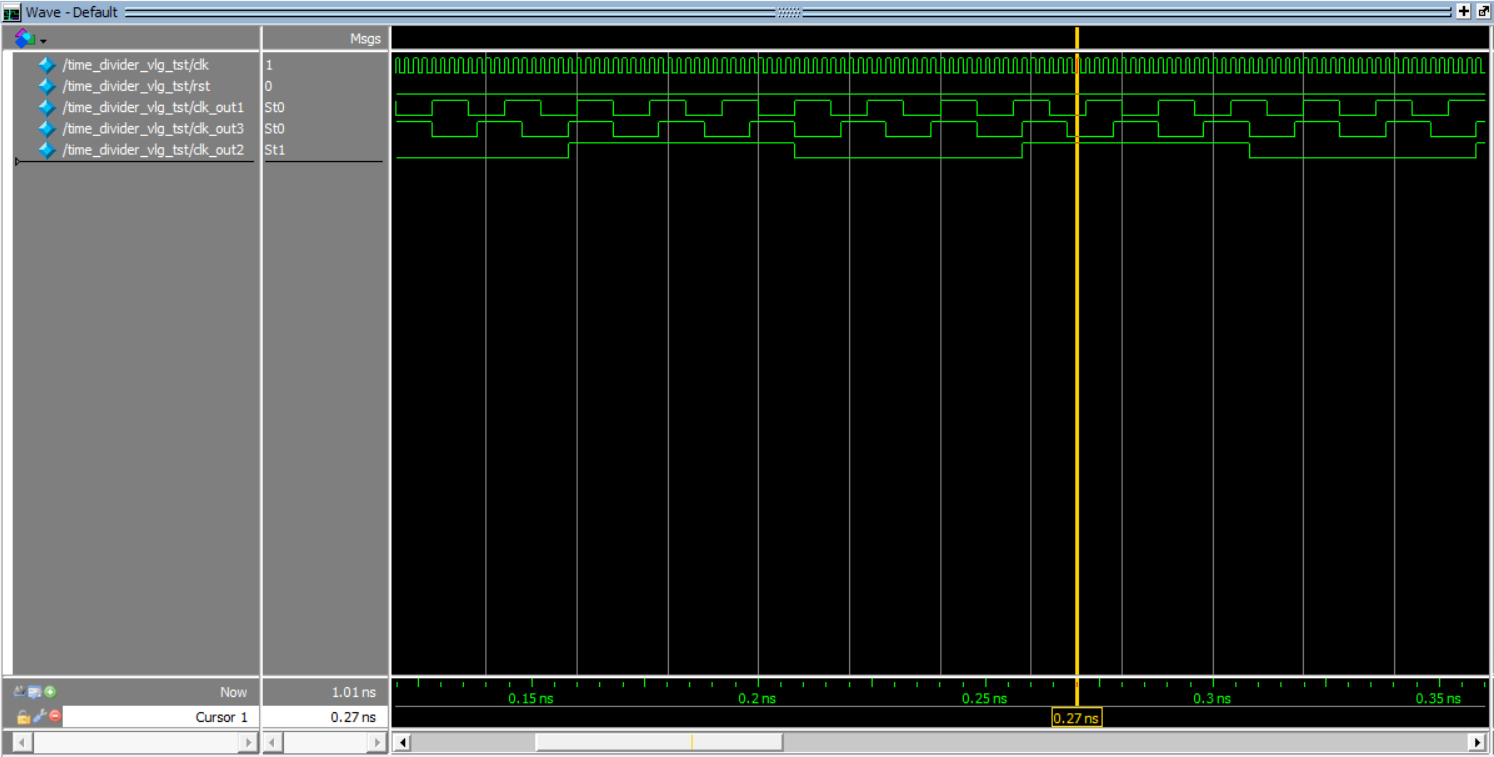 Wave - Default
Msgs
/time_divider_vlg_tst/clk 1
/time_divider_vlg_tst/rst 0
/time_divider_vlg_tst/clk_out1 St0
/time_divider_vlg_tst/clk_out3 St0
/time_divider_vlg_tst/clk_out2 St1
Now 1.01 ns 0.15 ns 0.2 ns 0.25 ns 0.3 ns 0.35 ns
Cursor 1 0.27 ns 0.27 ns